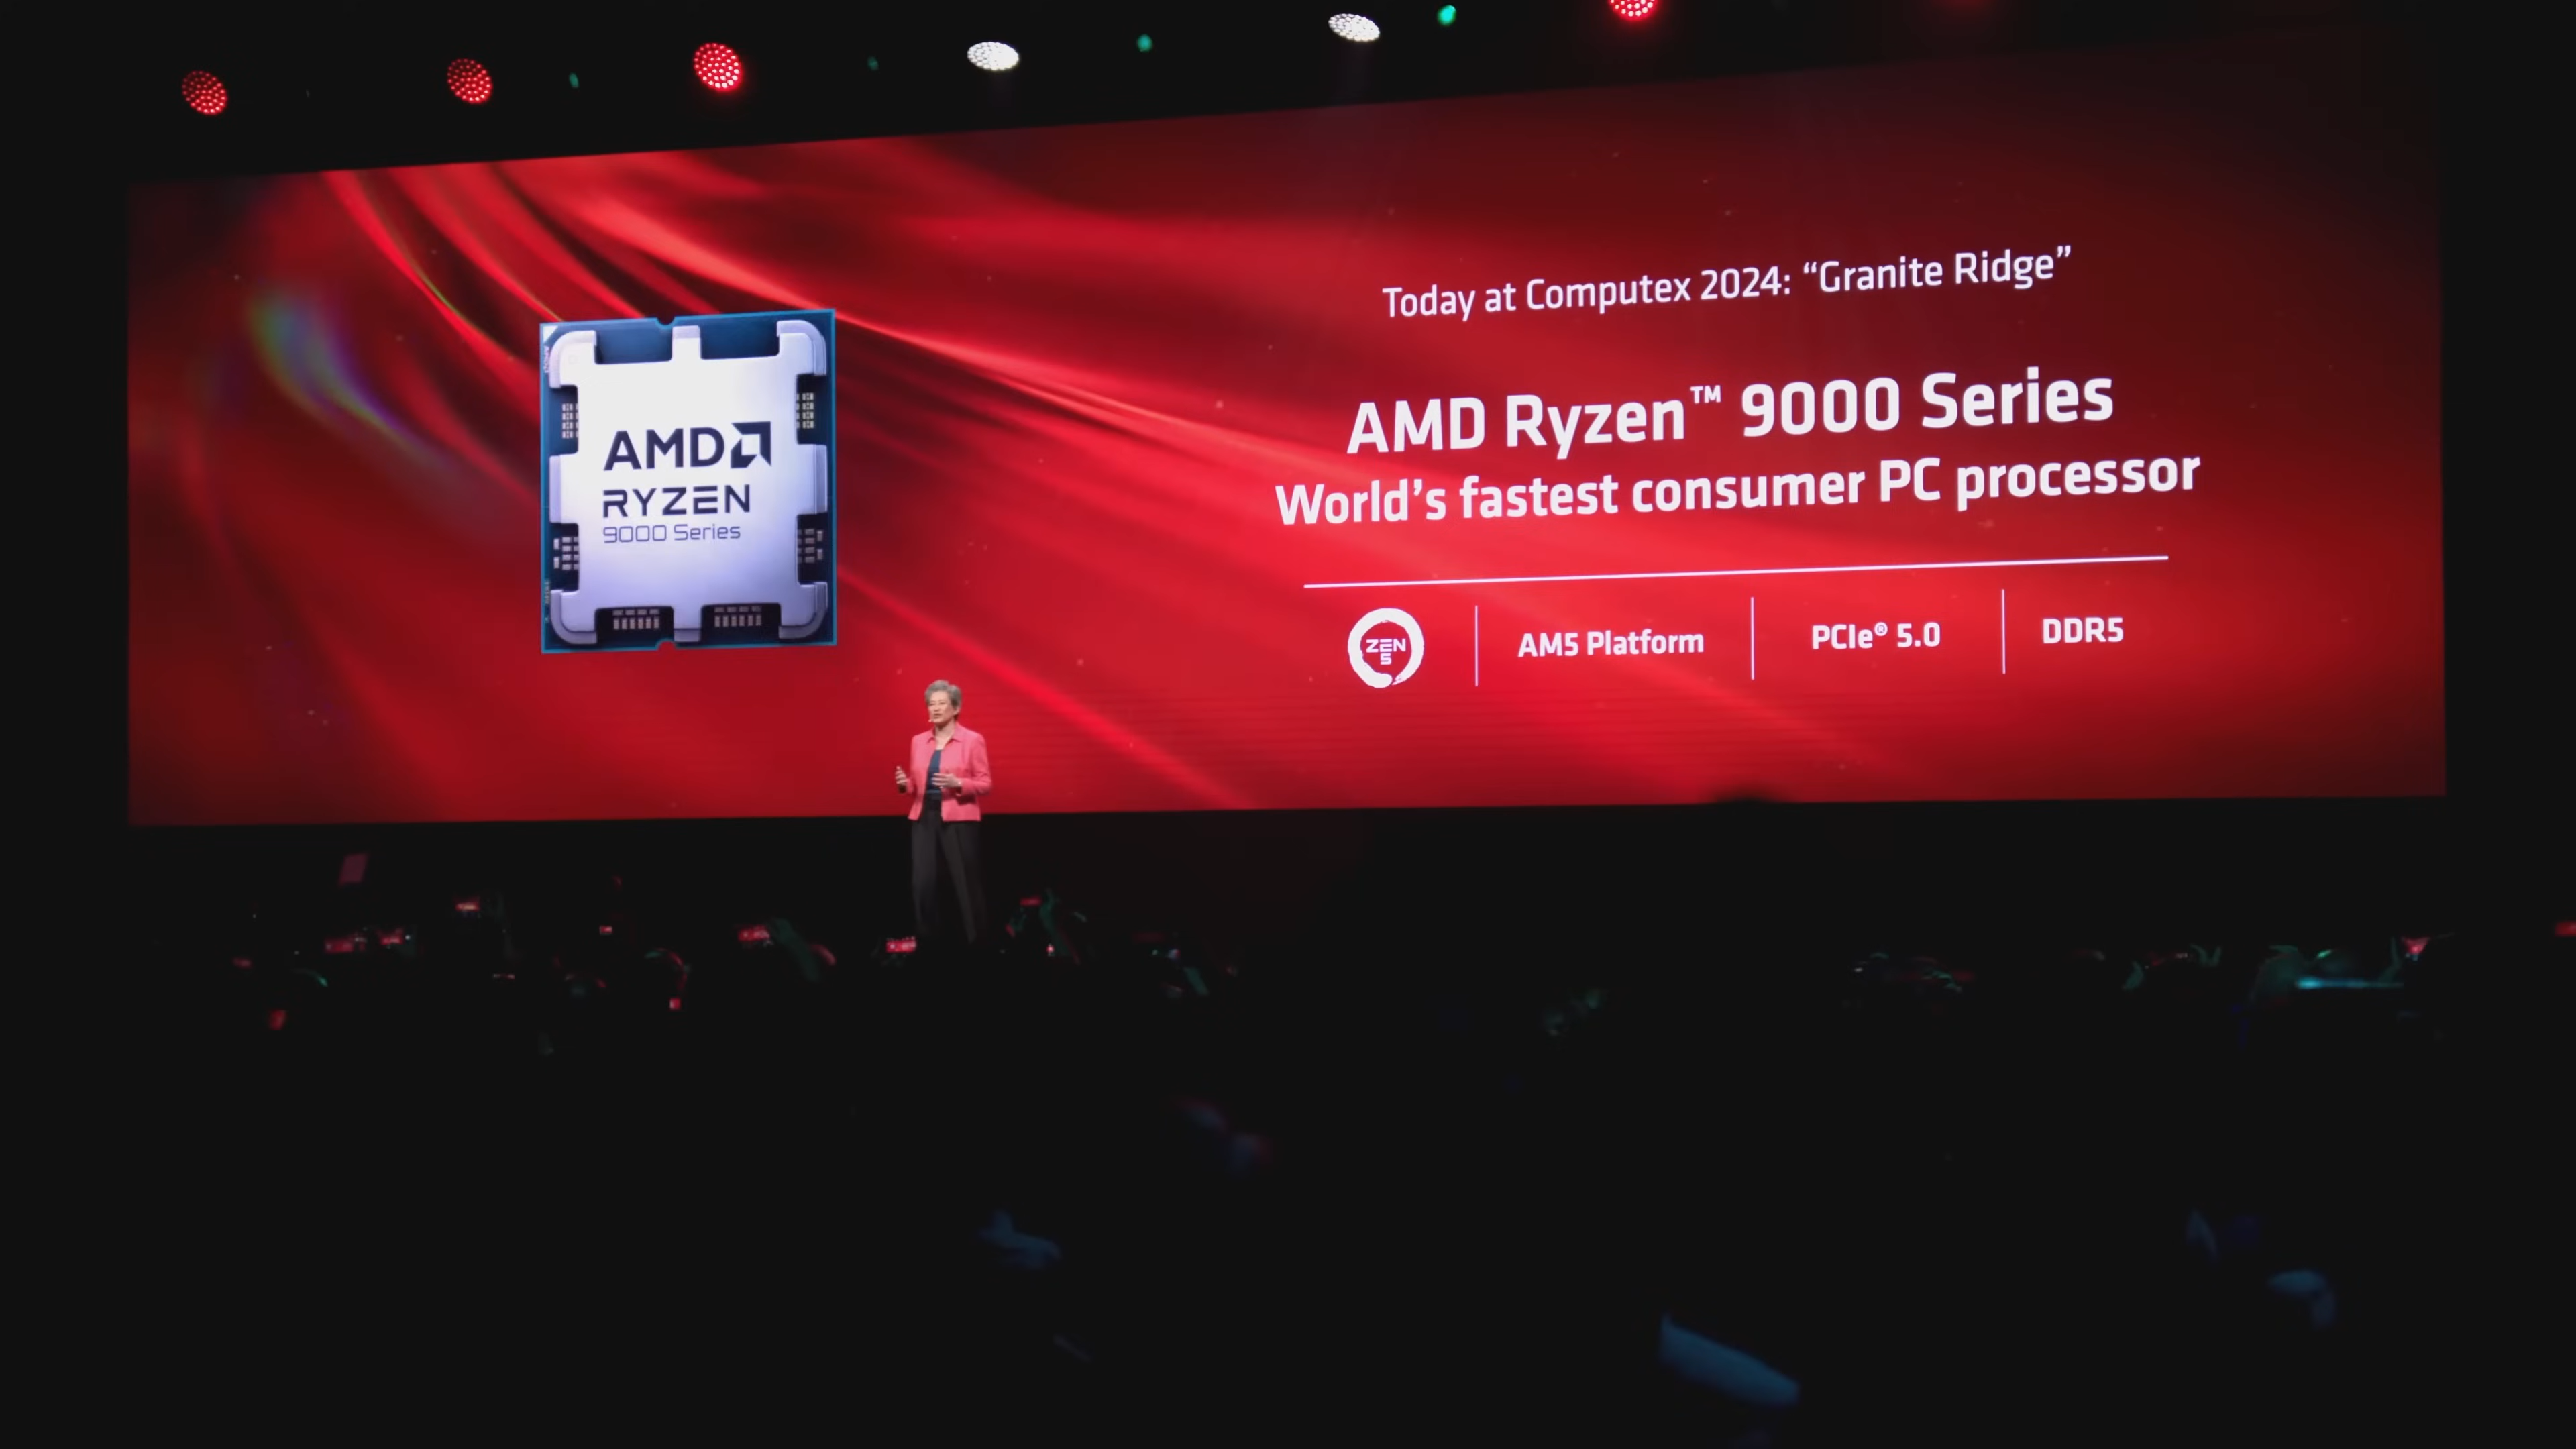 Today at Computex 2024: “Granite Ridge”
AMD Ryzen™ 9000 Series
World’s fastest consumer PC processor
ZEN
5
AM5 Platform
PCIe® 5.0
DDR5
AMD
RYZEN
9000 Series